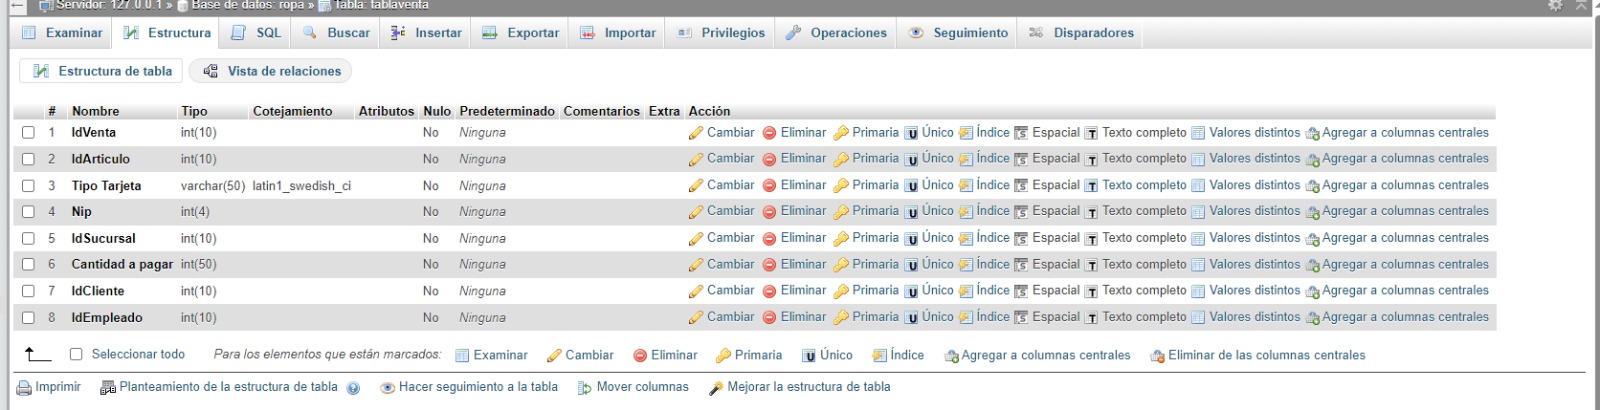 Servidor: 127.0.0.1 » Base de datos: ropa » Tabla: tablaventa
Examinar Estructura SQL Buscar Insertar Exportar Importar Privilegios Operaciones Seguimiento Disparadores
Estructura de tabla Vista de relaciones
# Nombre Tipo Cotejamiento Atributos Nulo Predeterminado Comentarios Extra Acción
1 IdVenta int(10) No Ninguna Cambiar Eliminar Primaria Único Índice Espacial Texto completo Valores distintos Agregar a columnas centrales
2 IdArticulo int(10) No Ninguna Cambiar Eliminar Primaria Único Índice Espacial Texto completo Valores distintos Agregar a columnas centrales
3 Tipo Tarjeta varchar(50) latin1_swedish_ci No Ninguna Cambiar Eliminar Primaria Único Índice Espacial Texto completo Valores distintos Agregar a columnas centrales
4 Nip int(4) No Ninguna Cambiar Eliminar Primaria Único Índice Espacial Texto completo Valores distintos Agregar a columnas centrales
5 IdSucursal int(10) No Ninguna Cambiar Eliminar Primaria Único Índice Espacial Texto completo Valores distintos Agregar a columnas centrales
6 Cantidad a pagar int(50) No Ninguna Cambiar Eliminar Primaria Único Índice Espacial Texto completo Valores distintos Agregar a columnas centrales
7 IdCliente int(10) No Ninguna Cambiar Eliminar Primaria Único Índice Espacial Texto completo Valores distintos Agregar a columnas centrales
8 IdEmpleado int(10) No Ninguna Cambiar Eliminar Primaria Único Índice Espacial Texto completo Valores distintos Agregar a columnas centrales
Seleccionar todo Para los elementos que están marcados: Examinar Cambiar Eliminar Primaria Único Índice Agregar a columnas centrales Eliminar de las columnas centrales
Imprimir Planteamiento de la estructura de tabla Hacer seguimiento a la tabla Mover columnas Mejorar la estructura de tabla